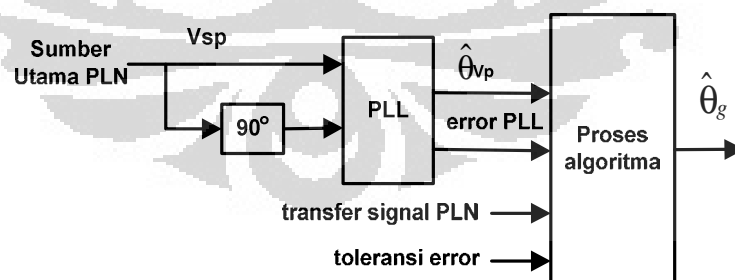 Sumber
Utama PLN
Vsp
90°
PLL
θ̂Vp
error PLL
transfer signal PLN
toleransi error
Proses
algoritma
θ̂g